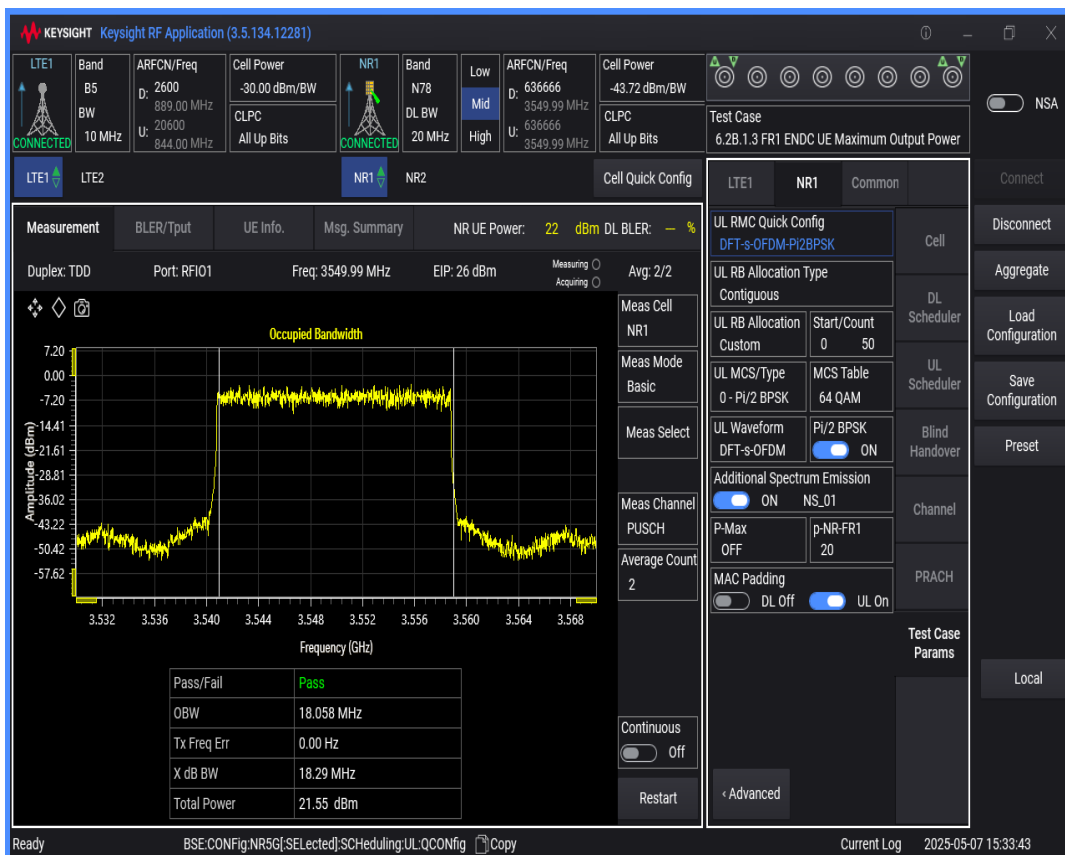 KEYSIGHT Keysight RF Application (3.5.134.12281)
LTE1 Band ARFCN/Freq Cell Power NR1 Band Low ARFCN/Freq Cell Power
B5 D: 2600 -30.00 dBm/BW N78 D: 636666 -43.72 dBm/BW
889.00 MHz 3549.99 MHz
BW CLPC DL BW Mid CLPC Test Case
CONNECTED 10 MHz U: 20600 All Up Bits CONNECTED 20 MHz High U: 636666 All Up Bits 6.2B.1.3 FR1 ENDC UE Maximum Output Power
844.00 MHz 3549.99 MHz
NSA
LTE1 LTE2 NR1 NR2 Cell Quick Config
Measurement BLER/Tput UE Info. Msg. Summary NR UE Power: 22 dBm DL BLER: — %
Duplex: TDD Port: RFIO1 Freq: 3549.99 MHz EIP: 26 dBm Measuring Avg: 2/2
Acquiring
Occupied Bandwidth
Amplitude (dBm)
7.20
0.00
-7.20
-14.41
-21.61
-28.81
-36.02
-43.22
-50.42
-57.62
3.532 3.536 3.540 3.544 3.548 3.552 3.556 3.560 3.564 3.568
Frequency (GHz)
Pass/Fail Pass
OBW 18.058 MHz
Tx Freq Err 0.00 Hz
X dB BW 18.29 MHz
Total Power 21.55 dBm
Meas Cell
NR1
Meas Mode
Basic
Meas Select
Meas Channel
PUSCH
Average Count
2
Continuous
Off
Restart
LTE1 NR1 Common
UL RMC Quick Config
DFT-s-OFDM-Pi2BPSK
UL RB Allocation Type
Contiguous
UL RB Allocation Start/Count
Custom 0 50
UL MCS/Type MCS Table
0 - Pi/2 BPSK 64 QAM
UL Waveform Pi/2 BPSK
DFT-s-OFDM ON
Additional Spectrum Emission
ON NS_01
P-Max p-NR-FR1
OFF 20
MAC Padding
DL Off UL On
‹ Advanced
Cell
DL
Scheduler
UL
Scheduler
Blind
Handover
Channel
PRACH
Test Case
Params
Connect
Disconnect
Aggregate
Load
Configuration
Save
Configuration
Preset
Local
Ready BSE:CONFig:NR5G[:SELected]:SCHeduling:UL:QCONfig Copy Current Log 2025-05-07 15:33:43